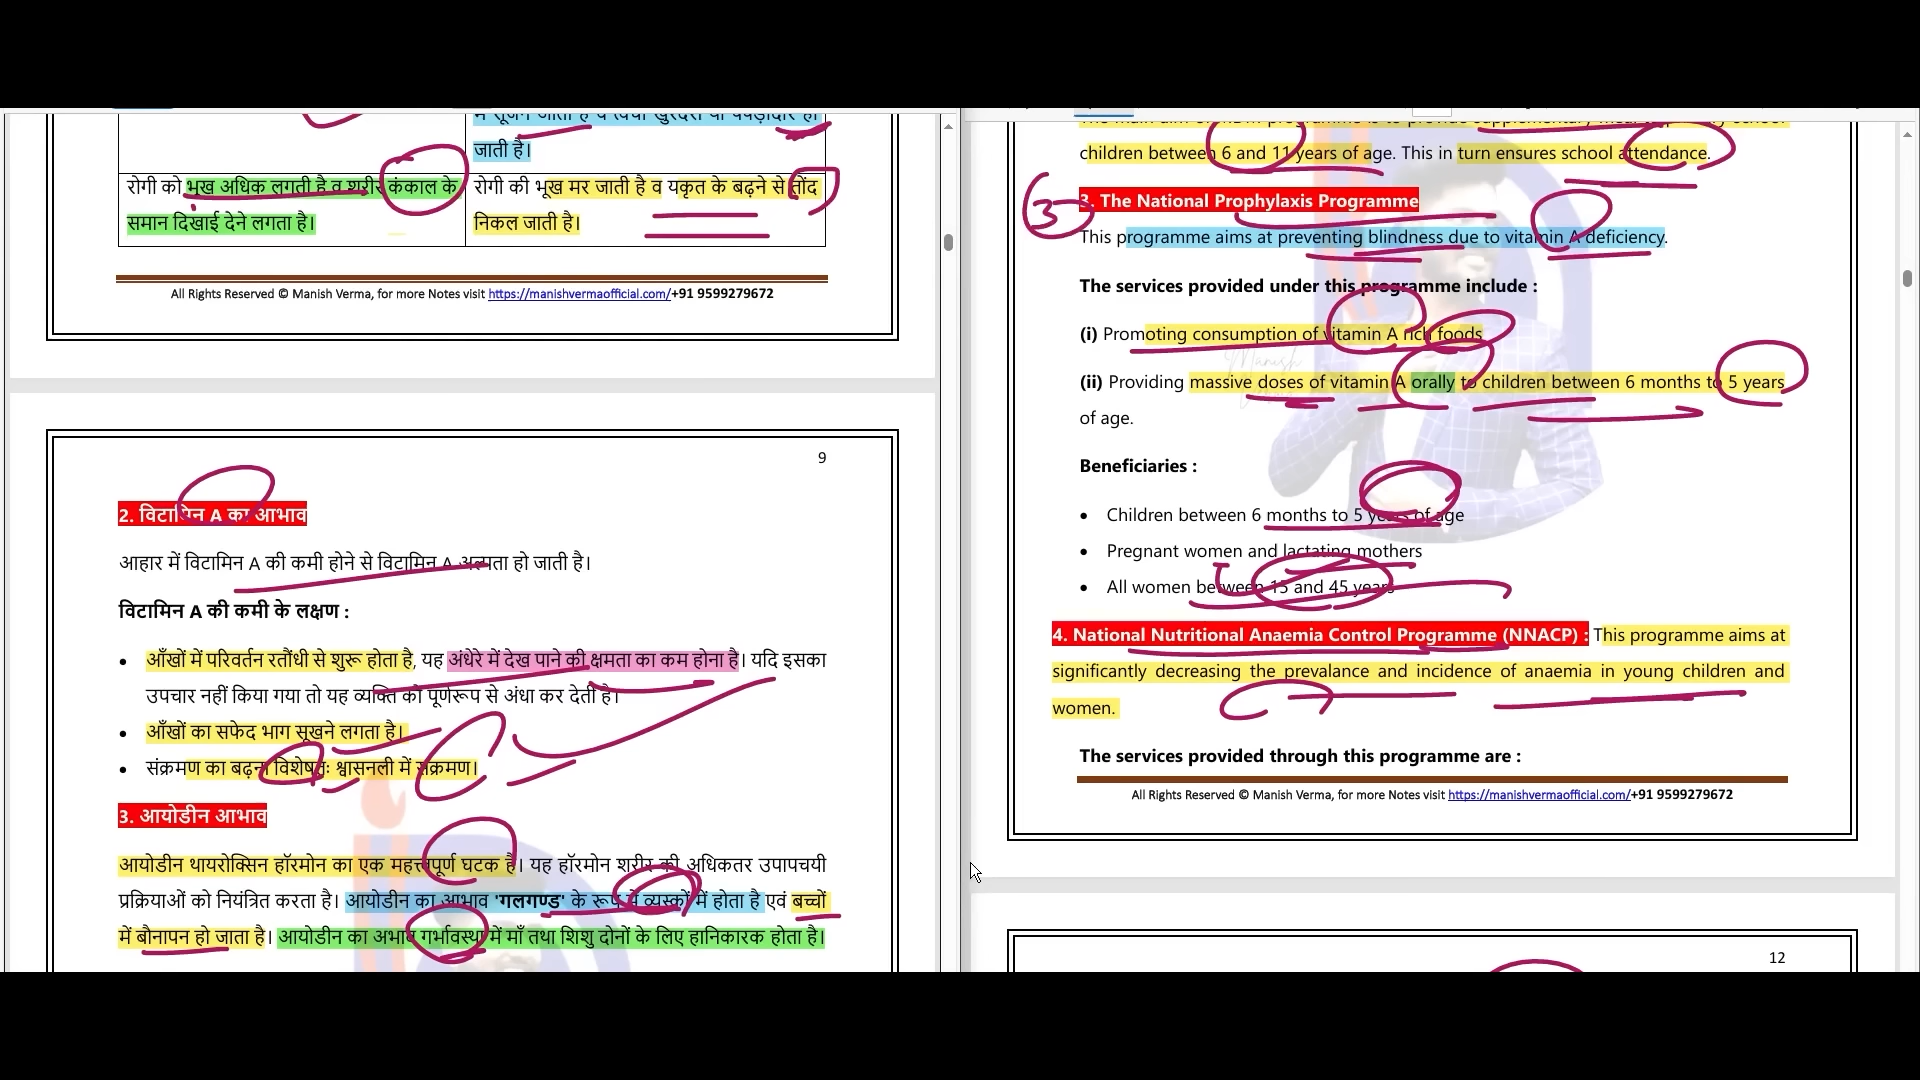 में सूजन जाती है व त्वचा खुरदरी या पपड़ीदार हो
जाती है।
रोगी को भूख अधिक लगती है व शरीर कंकाल के
समान दिखाई देने लगता है।
रोगी की भूख मर जाती है व यकृत के बढ़ने से तोंद
निकल जाती है।
All Rights Reserved © Manish Verma, for more Notes visit https://manishvermaofficial.com/+91 9599279672
9
2. विटामिन A का आभाव
आहार में विटामिन A की कमी होने से विटामिन A अल्पता हो जाती है।
विटामिन A की कमी के लक्षण :
• आँखों में परिवर्तन रतौंधी से शुरू होता है, यह अंधेरे में देख पाने की क्षमता का कम होना है। यदि इसका
उपचार नहीं किया गया तो यह व्यक्ति को पूर्णरूप से अंधा कर देती है।
• आँखों का सफेद भाग सूखने लगता है।
• संक्रमण का बढ़ना विशेषतः श्वासनली में संक्रमण।
3. आयोडीन आभाव
आयोडीन थायरोक्सिन हॉरमोन का एक महत्त्वपूर्ण घटक है। यह हॉरमोन शरीर की अधिकतर उपापचयी
प्रक्रियाओं को नियंत्रित करता है। आयोडीन का आभाव 'गलगण्ड' के रूप में व्यस्कों में होता है एवं बच्चों
में बौनापन हो जाता है। आयोडीन का अभाव गर्भावस्था में माँ तथा शिशु दोनों के लिए हानिकारक होता है।
children between 6 and 11 years of age. This in turn ensures school attendance.
3
3. The National Prophylaxis Programme
This programme aims at preventing blindness due to vitamin A deficiency.
The services provided under this programme include :
(i) Promoting consumption of vitamin A rich foods
(ii) Providing massive doses of vitamin A orally to children between 6 months to 5 years
of age.
Beneficiaries :
• Children between 6 months to 5 years of age
• Pregnant women and lactating mothers
• All women between 15 and 45 years
4. National Nutritional Anaemia Control Programme (NNACP) : This programme aims at
significantly decreasing the prevalance and incidence of anaemia in young children and
women.
The services provided through this programme are :
All Rights Reserved © Manish Verma, for more Notes visit https://manishvermaofficial.com/+91 9599279672
12